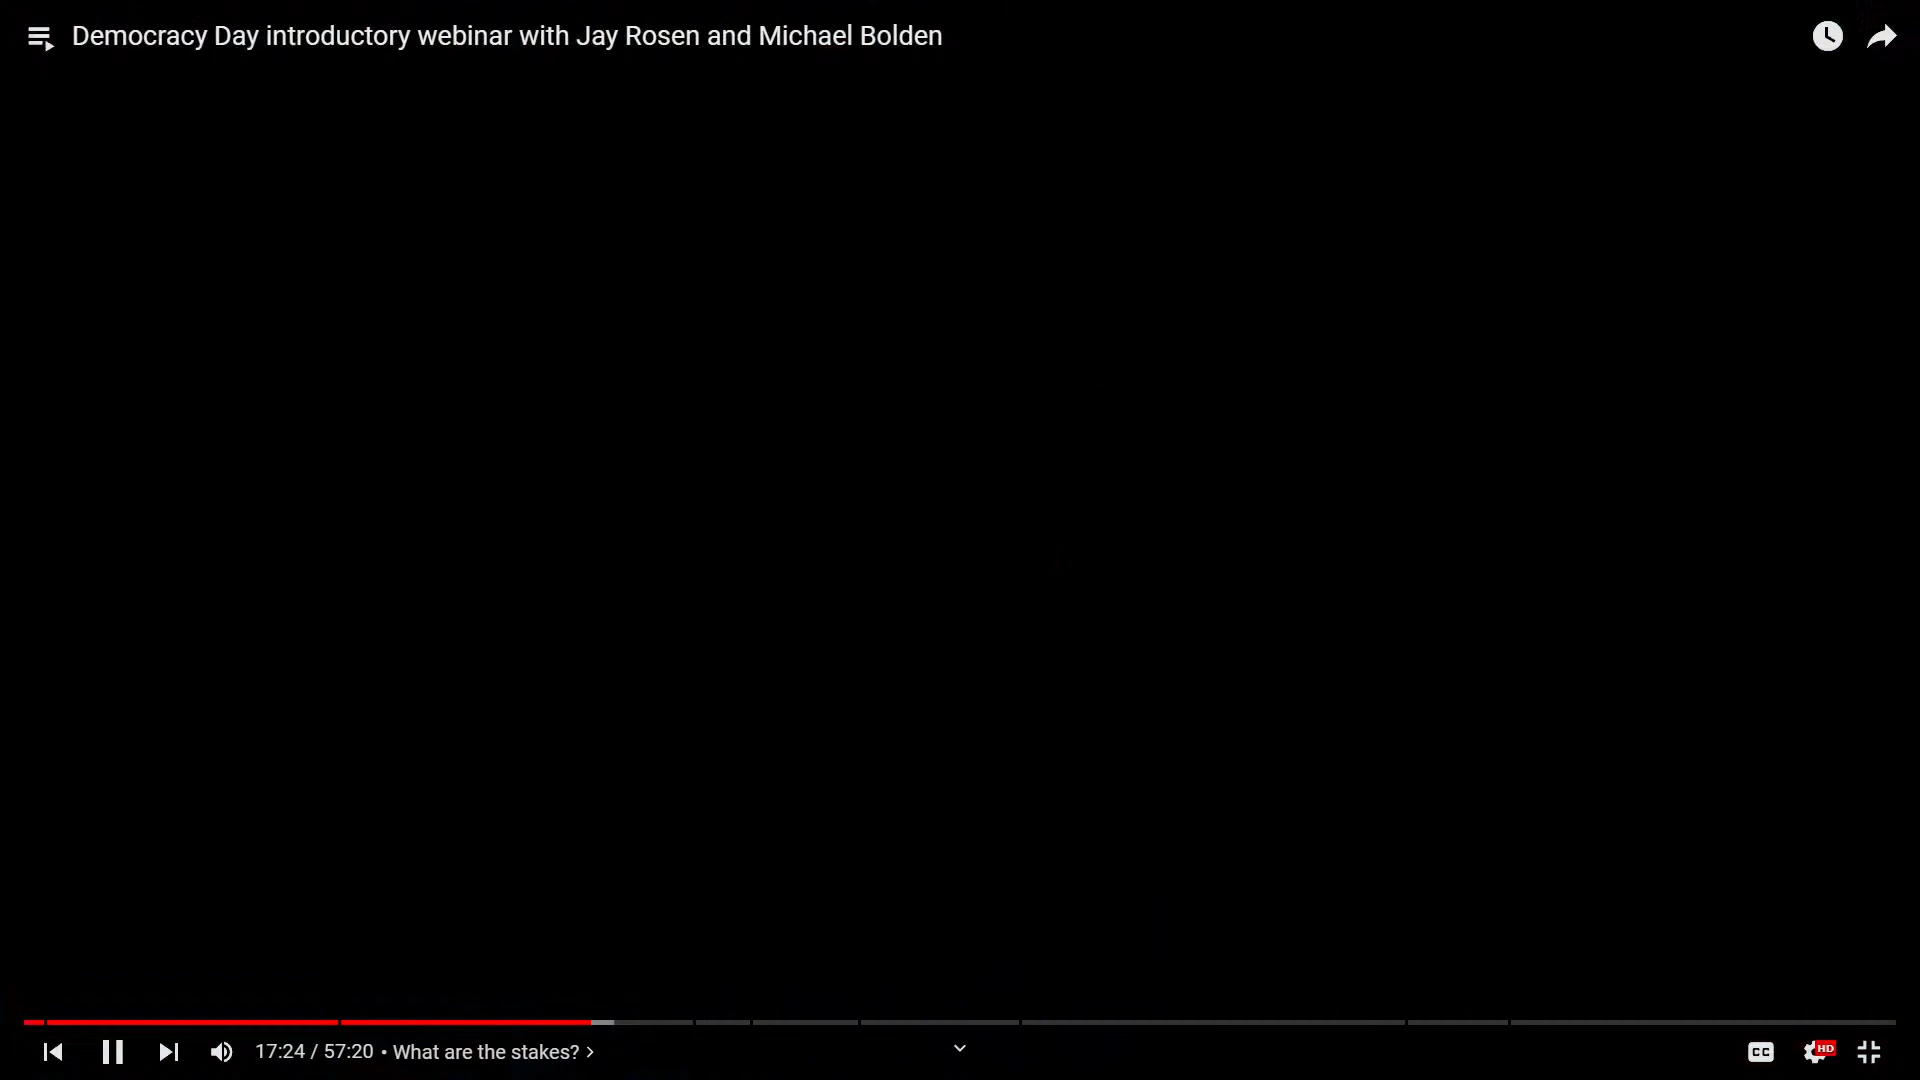 Democracy Day introductory webinar with Jay Rosen and Michael Bolden
17:24 / 57:20 • What are the stakes? ›
CC
HD